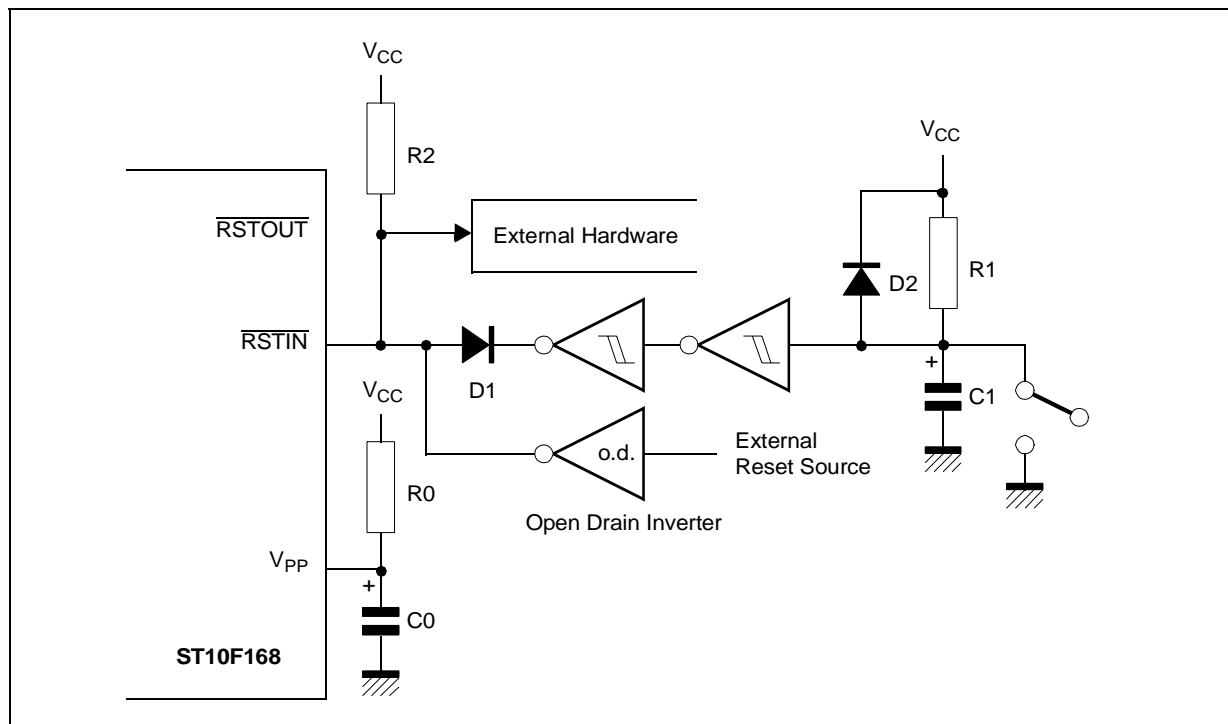 VCC
R2
VCC
RSTOUT
External Hardware
D2
R1
RSTIN
D1
+
C1
VCC
o.d.
External
Reset Source
R0
Open Drain Inverter
VPP
+
C0
ST10F168